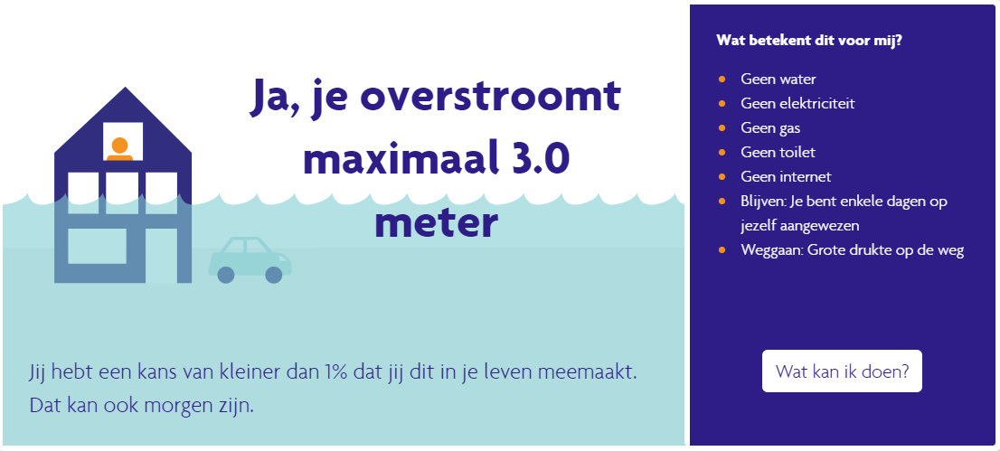 Ja, je overstroomt
maximaal 3.0
meter
Jij hebt een kans van kleiner dan 1% dat jij dit in je leven meemaakt.
Dat kan ook morgen zijn.
Wat betekent dit voor mij?
Geen water
Geen elektriciteit
Geen gas
Geen toilet
Geen internet
Blijven: Je bent enkele dagen op
jezelf aangewezen
Weggaan: Grote drukte op de weg
Wat kan ik doen?